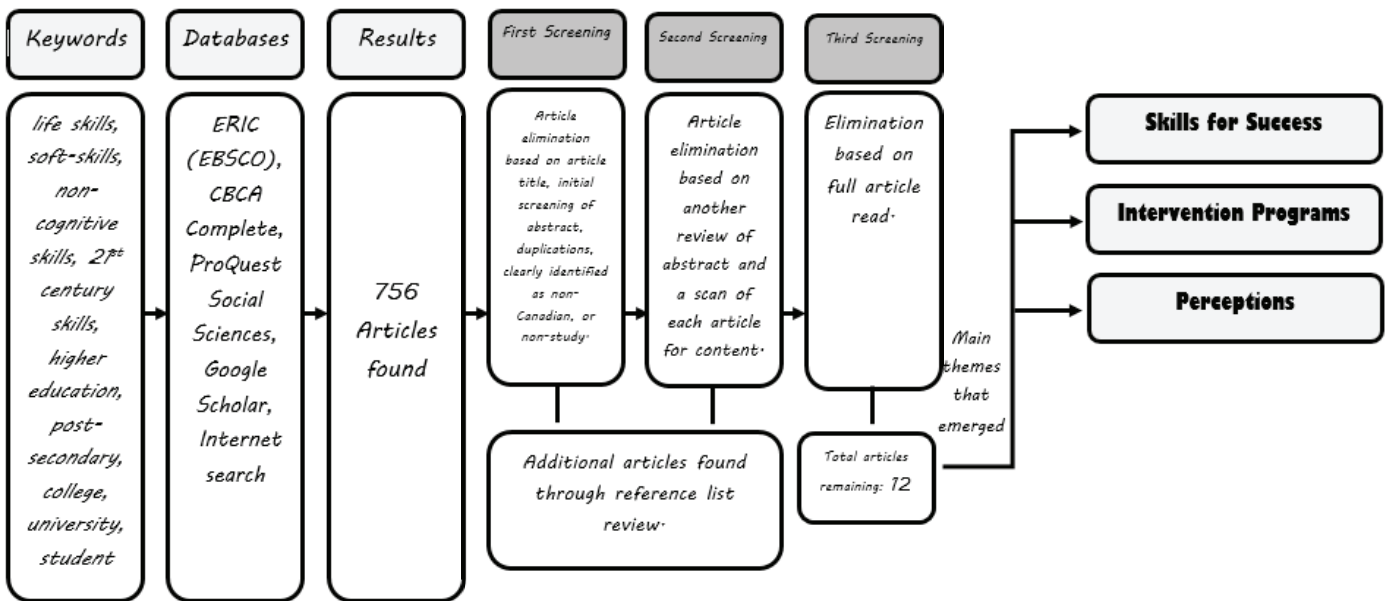 Keywords
life skills,
soft-skills,
non-
cognitive
skills, 21st
century
skills,
higher
education,
post-
secondary,
college,
university,
student
Databases
ERIC
(EBSCO),
CBCA
Complete,
ProQuest
Social
Sciences,
Google
Scholar,
Internet
search
Results
756
Articles
found
First Screening
Article
elimination
based on article
title, initial
screening of
abstract,
duplications,
clearly identified
as non-
Canadian, or
non-study.
Second Screening
Article
elimination
based on
another
review of
abstract and
a scan of
each article
for content.
Additional articles found
through reference list
review.
Third Screening
Elimination
based on
full article
read.
Total articles
remaining: 12
Main
themes
that
emerged
Skills for Success
Intervention Programs
Perceptions